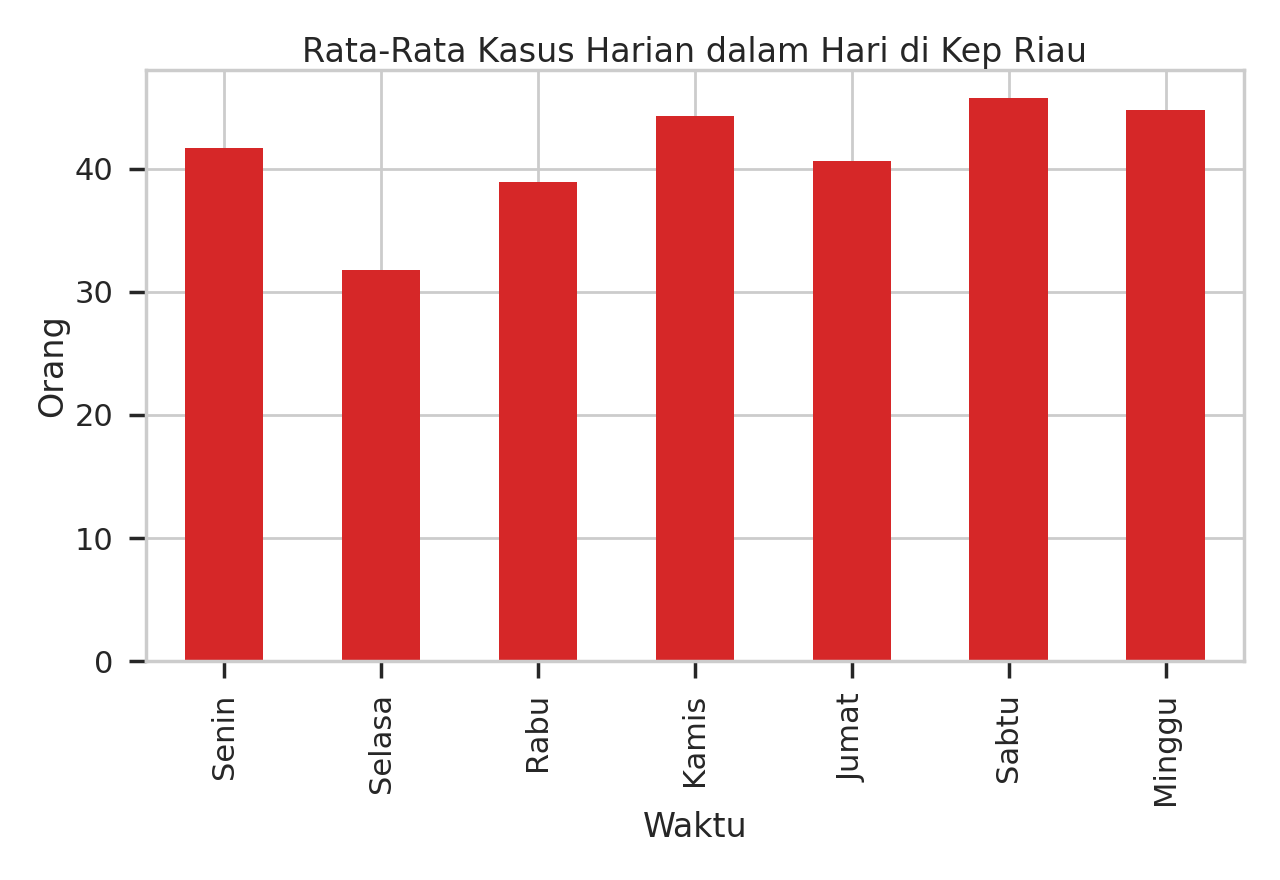 Rata-Rata Kasus Harian dalam Hari di Kep Riau
Orang
40
30
20
10
0
Senin
Selasa
Rabu
Kamis
Jumat
Sabtu
Minggu
Waktu